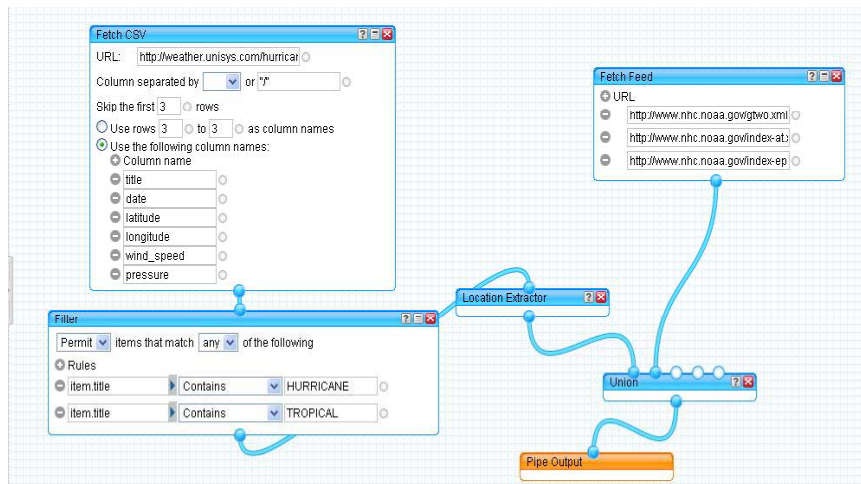 Fetch CSV
URL: http://weather.unisys.com/hurricar
Column separated by or "/"
Skip the first 3 rows
Use rows 3 to 3 as column names
Use the following column names:
Column name
title
date
latitude
longitude
wind_speed
pressure
Fetch Feed
URL
http://www.nhc.noaa.gov/gtwo.xml
http://www.nhc.noaa.gov/index-at.
http://www.nhc.noaa.gov/index-ep
Location Extractor
Filter
Permit items that match any of the following
Rules
item.title Contains HURRICANE
item.title Contains TROPICAL
Union
Pipe Output